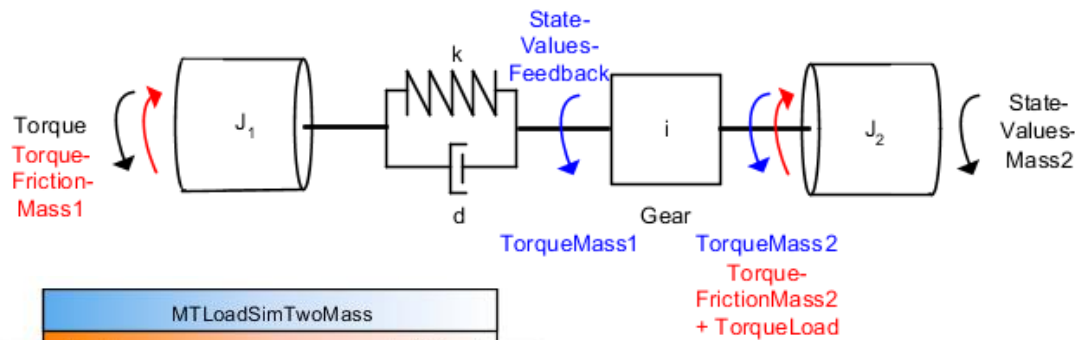 State-
Values-
Feedback
k
Torque
Torque-
Friction-
Mass1
J1
i
J2
State-
Values-
Mass2
d
Gear
TorqueMass1
TorqueMass2
Torque-
FrictionMass2
+ TorqueLoad
MTLoadSimTwoMass